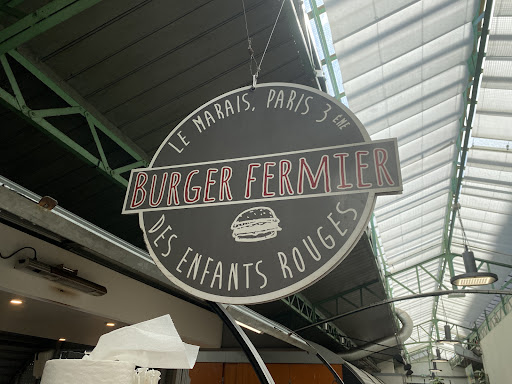 LE MARAIS, PARIS 3 ÈME
BURGER FERMIER
DES ENFANTS ROUGES